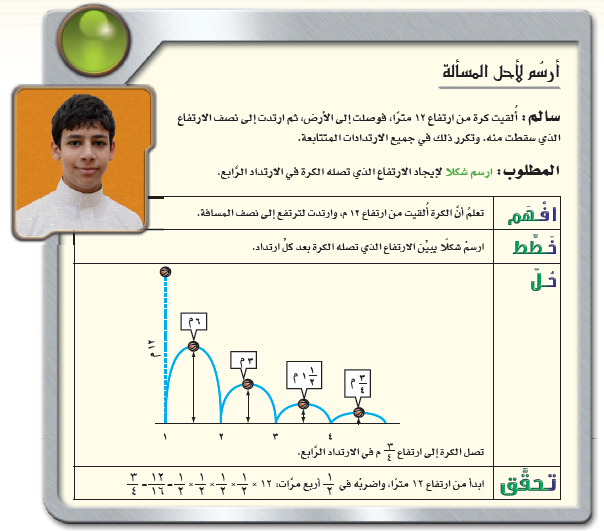 أرسُم لأحل المسألة
سالم: أُلقيت كرة من ارتفاع ١٢ مترًا، فوصلت إلى الأرض، ثم ارتدت إلى نصف الارتفاع
الذي سقطت منه. وتكرر ذلك في جميع الارتدادات المتتابعة.
المطلوب: ارسم شكلًا لإيجاد الارتفاع الذي تصله الكرة في الارتداد الرَّابع.
افْهَم
تعلمُ أنَّ الكرة أُلقيت من ارتفاع ١٢ م، وارتدت لترتفع إلى نصف المسافة.
خَطِّط
ارسمْ شكلًا يبيِّن الارتفاع الذي تصله الكرة بعد كلِّ ارتداد.
حُلّ
١٢ م
٦ م
٣ م
١ ١/٢ م
٣/٤ م
١ ٢ ٣ ٤
تصل الكرة إلى ارتفاع ٣/٤ م في الارتداد الرَّابع.
تحقَّق
ابدأ من ارتفاع ١٢ مترًا، واضربْه في ١/٢ أربع مرَّات: ١٢ × ١/٢ × ١/٢ × ١/٢ × ١/٢ = ١٢/١٦ = ٣/٤